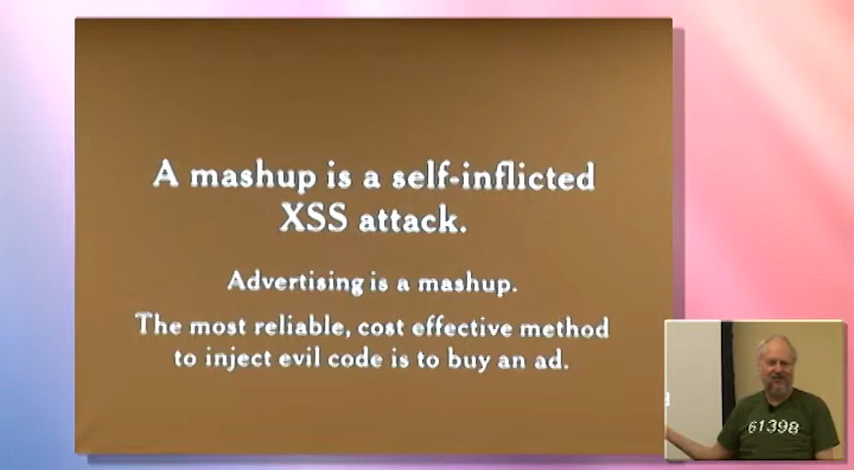 A mashup is a self-inflicted
XSS attack.
Advertising is a mashup.
The most reliable, cost effective method
to inject evil code is to buy an ad.
61398